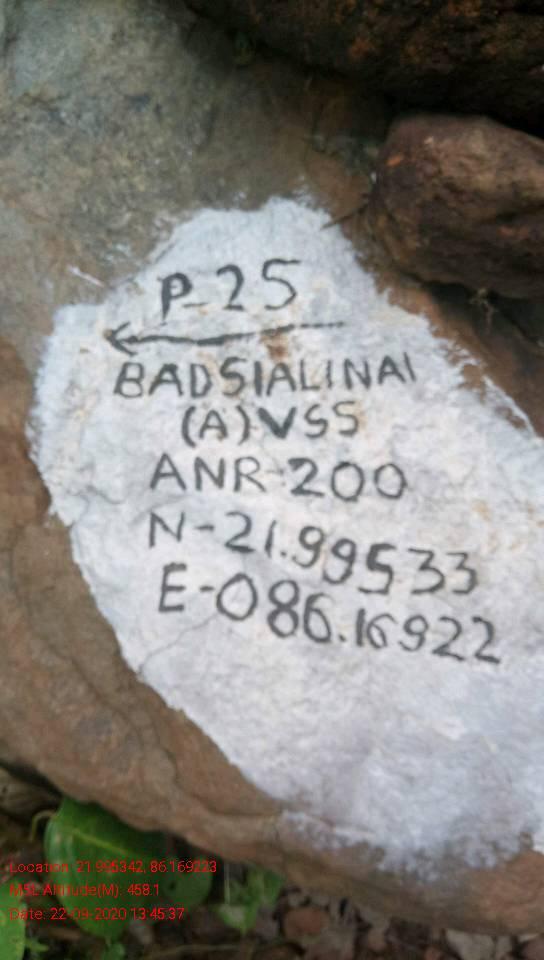 P-25
BADSIALINAI
(A) VSS
ANR-200
N-21.99533
E-086.16922
Location: 21.995342, 86.169223
MSL Altitude(M): 458.1
Date: 22-09-2020 13:45:37